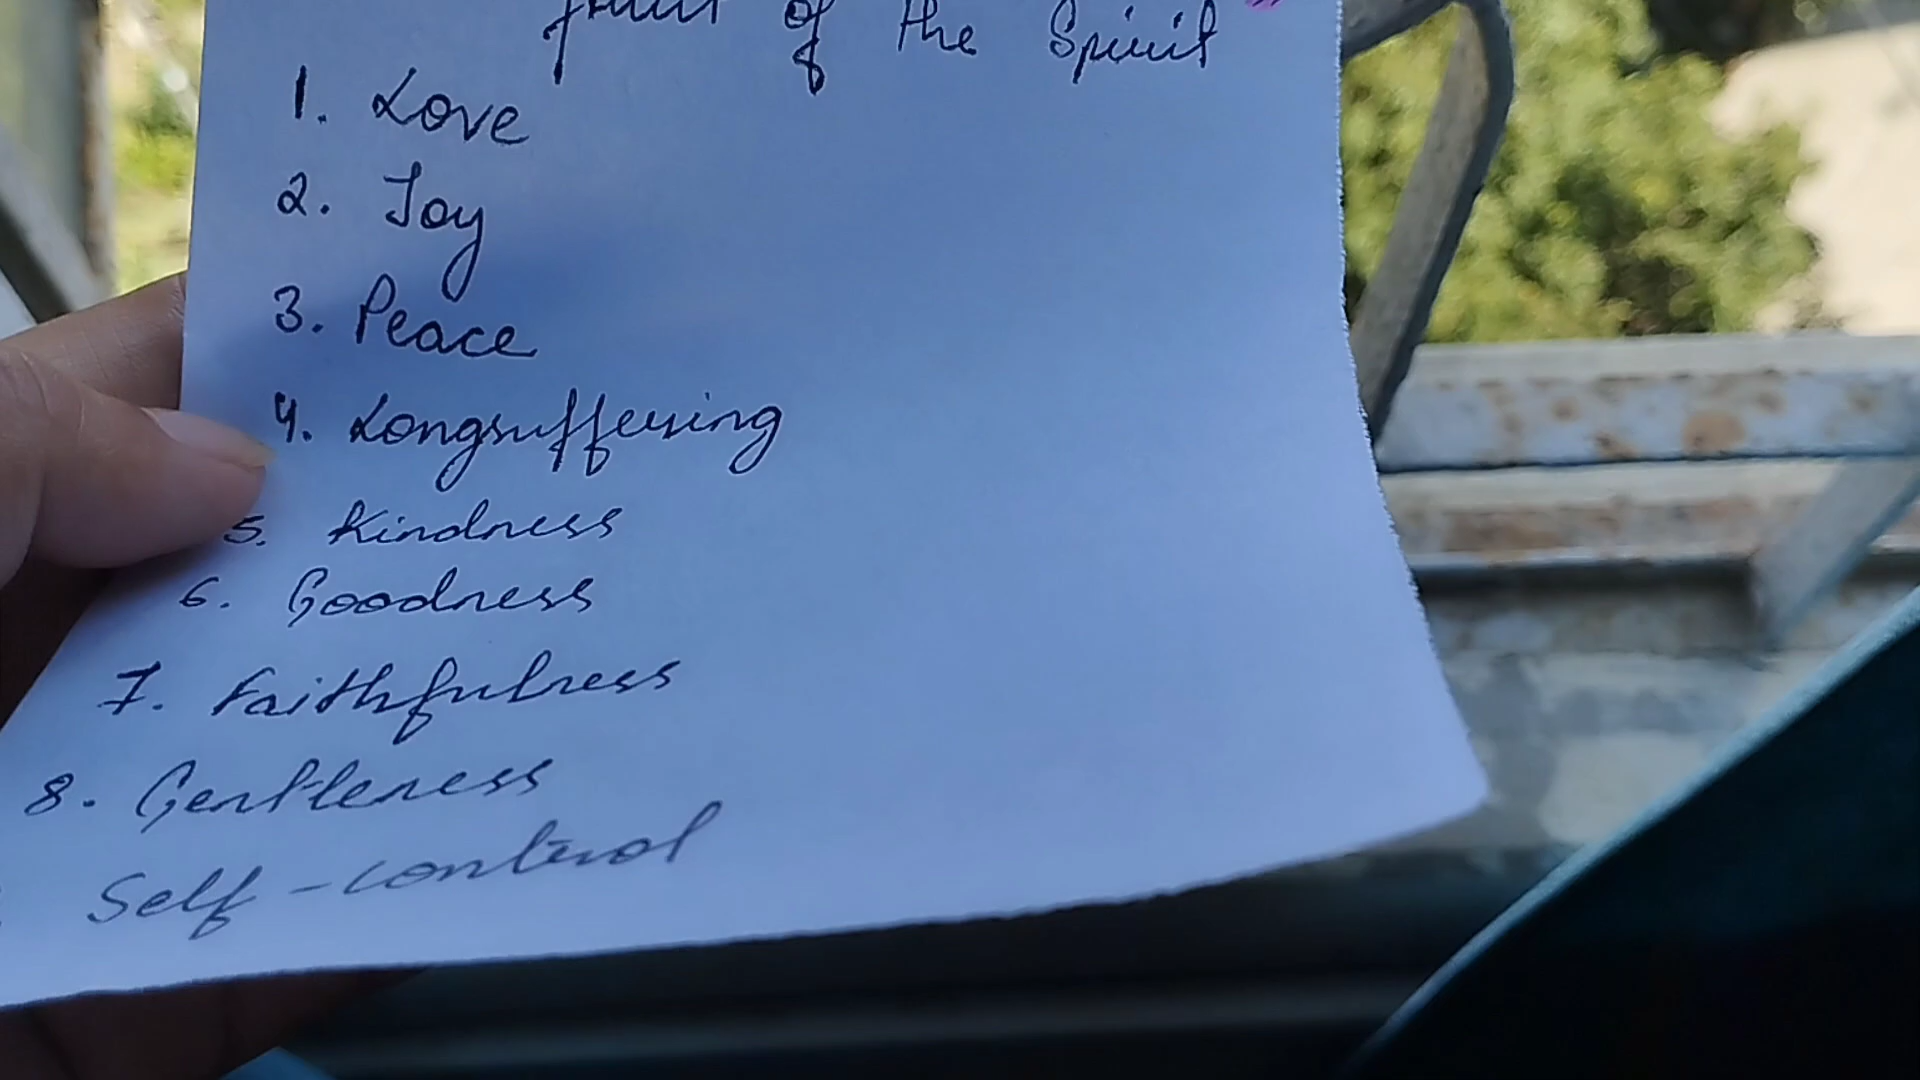 fruit of the Spirit"
1. Love
2. Joy
3. Peace
4. Longsuffering
5. Kindness
6. Goodness
7. Faithfulness
8. Gentleness
Self-control